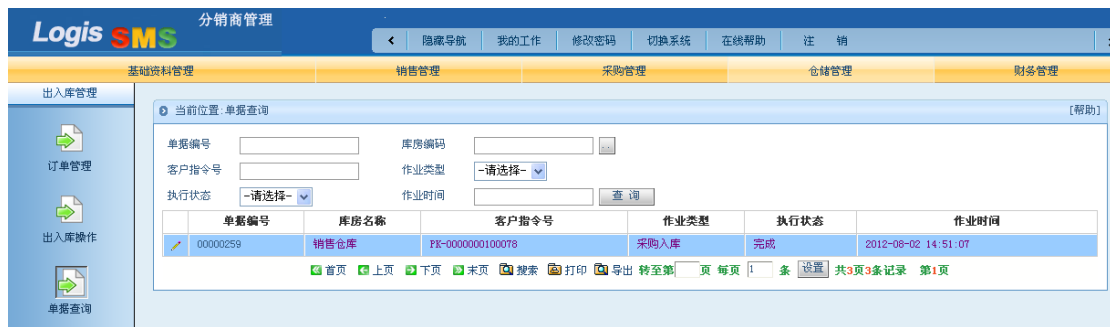 Logis SMS 分销商管理
隐藏导航 我的工作 修改密码 切换系统 在线帮助 注 销
基础资料管理 销售管理 采购管理 仓储管理 财务管理
出入库管理
当前位置:单据查询 [帮助]
单据编号 库房编码 ..
订单管理
客户指令号 作业类型 -请选择-
执行状态 -请选择- 作业时间 查 询
单据编号 库房名称 客户指令号 作业类型 执行状态 作业时间
出入库操作
00000259 销售仓库 PK-0000000100078 采购入库 完成 2012-08-02 14:51:07
首页 上页 下页 末页 搜索 打印 导出 转至第 页 每页 1 条 设置 共3页3条记录 第1页
单据查询